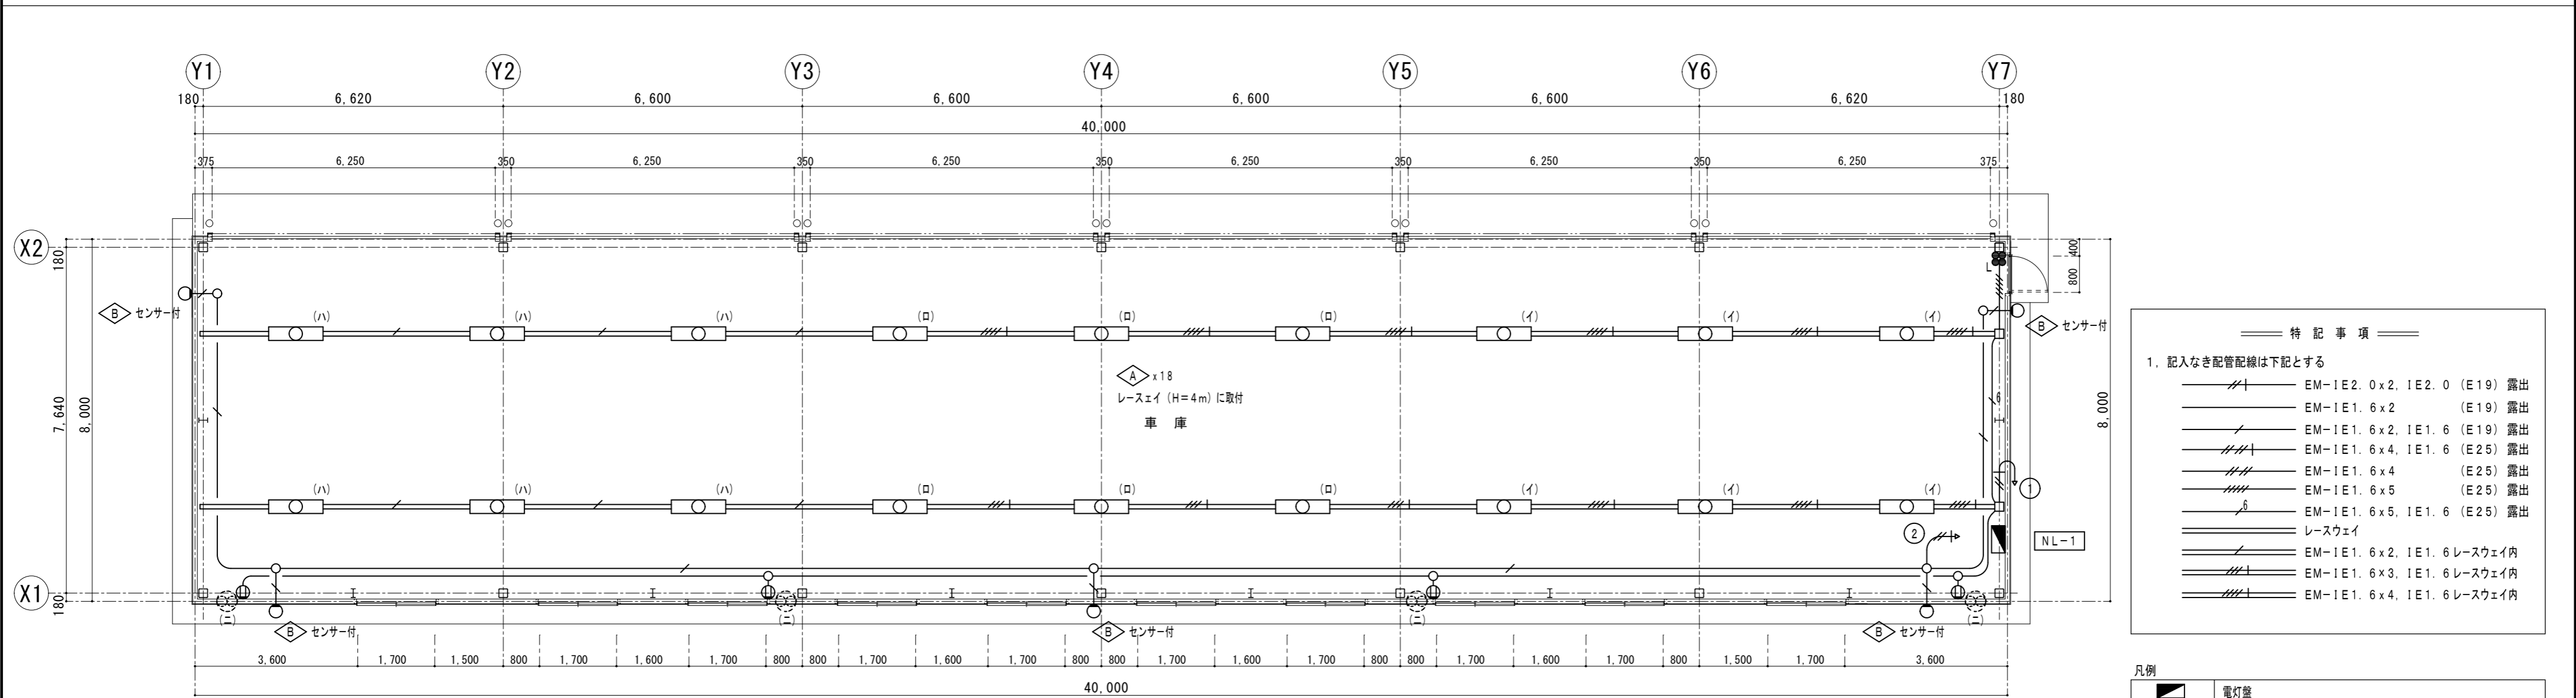 Y1 Y2 Y3 Y4 Y5 Y6 Y7
180 6,620 6,600 6,600 6,600 6,600 6,620 180
40,000
375 6,250 350 6,250 350 6,250 350 6,250 350 6,250 350 6,250 375
X2
180
400
L
800
B センサー付
B センサー付
(ハ) (ハ) (ハ) (ロ) (ロ) (ロ) (イ) (イ) (イ)
A x18
レースェイ（H=4m）に取付
車 庫
6
7,640
8,000
8,000
(ハ) (ハ) (ハ) (ロ) (ロ) (ロ) (イ) (イ) (イ)
1
2
NL-1
X1
180
(ニ) (ニ) (ニ) (ニ)
B センサー付 B センサー付 B センサー付
3,600 1,700 1,500 800 1,700 1,600 1,700 800 800 1,700 1,600 1,700 800 800 1,700 1,600 1,700 800 800 1,700 1,600 1,700 800 1,500 1,700 3,600
40,000
特 記 事 項
1, 記入なき配管配線は下記とする
EM-IE2.0x2, IE2.0 (E19) 露出
EM-IE1.6x2 (E19) 露出
EM-IE1.6x2, IE1.6 (E19) 露出
EM-IE1.6x4, IE1.6 (E25) 露出
EM-IE1.6x4 (E25) 露出
EM-IE1.6x5 (E25) 露出
6 EM-IE1.6x5, IE1.6 (E25) 露出
レースウェイ
EM-IE1.6x2, IE1.6レースウェイ内
EM-IE1.6×3, IE1.6レースウェイ内
EM-IE1.6x4, IE1.6レースウェイ内
凡例
電灯盤